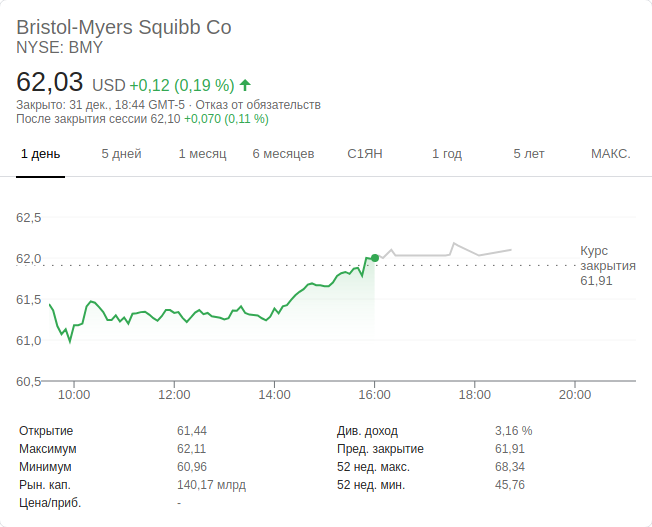 Bristol-Myers Squibb Co
NYSE: BMY
62,03 USD +0,12 (0,19 %)
Закрыто: 31 дек., 18:44 GMT-5 · Отказ от обязательств
После закрытия сессии 62,10 +0,070 (0,11 %)
1 день 5 дней 1 месяц 6 месяцев С1ЯН 1 год 5 лет МАКС.
62,5
62,0
61,5
61,0
60,5
Курс
закрытия
61,91
10:00 12:00 14:00 16:00 18:00 20:00
Открытие 61,44 Див. доход 3,16 %
Максимум 62,11 Пред. закрытие 61,91
Минимум 60,96 52 нед. макс. 68,34
Рын. кап. 140,17 млрд 52 нед. мин. 45,76
Цена/приб. -